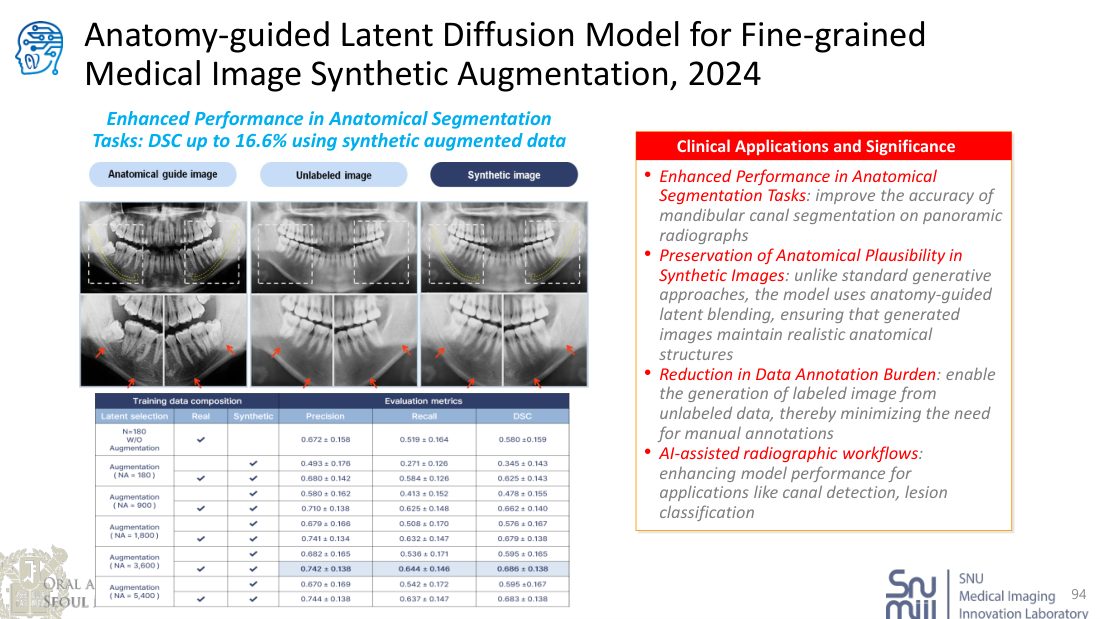 Anatomy-guided Latent Diffusion Model for Fine-grained
Medical Image Synthetic Augmentation, 2024
Enhanced Performance in Anatomical Segmentation
Tasks: DSC up to 16.6% using synthetic augmented data
Anatomical guide image
Unlabeled image
Synthetic image
Training data composition Evaluation metrics
Latent selection Real Synthetic Precision Recall DSC
N=180
W/O
Augmentation
✓ 0.672 ± 0.158 0.519 ± 0.164 0.580 ±0.159
Augmentation
( NA = 180 )
✓ 0.493 ± 0.176 0.271 ± 0.126 0.345 ± 0.143
✓ ✓ 0.680 ± 0.142 0.584 ± 0.126 0.625 ± 0.143
Augmentation
( NA = 900 )
✓ 0.580 ± 0.162 0.413 ± 0.152 0.478 ± 0.155
✓ ✓ 0.710 ± 0.138 0.625 ± 0.148 0.662 ± 0.140
Augmentation
( NA = 1,800 )
✓ 0.679 ± 0.166 0.508 ± 0.170 0.576 ± 0.167
✓ ✓ 0.741 ± 0.134 0.632 ± 0.147 0.679 ± 0.138
Augmentation
( NA = 3,600 )
✓ 0.682 ± 0.165 0.536 ± 0.171 0.595 ± 0.165
✓ ✓ 0.742 ± 0.138 0.644 ± 0.146 0.686 ± 0.138
Augmentation
( NA = 5,400 )
✓ 0.670 ± 0.169 0.542 ± 0.172 0.595 ±0.167
✓ ✓ 0.744 ± 0.138 0.637 ± 0.147 0.683 ± 0.138
Clinical Applications and Significance
• Enhanced Performance in Anatomical
Segmentation Tasks: improve the accuracy of
mandibular canal segmentation on panoramic
radiographs
• Preservation of Anatomical Plausibility in
Synthetic Images: unlike standard generative
approaches, the model uses anatomy-guided
latent blending, ensuring that generated
images maintain realistic anatomical
structures
• Reduction in Data Annotation Burden: enable
the generation of labeled image from
unlabeled data, thereby minimizing the need
for manual annotations
• AI-assisted radiographic workflows:
enhancing model performance for
applications like canal detection, lesion
classification
ORAL A
SEOUL
SNU
mill
SNU
Medical Imaging
Innovation Laboratory
94